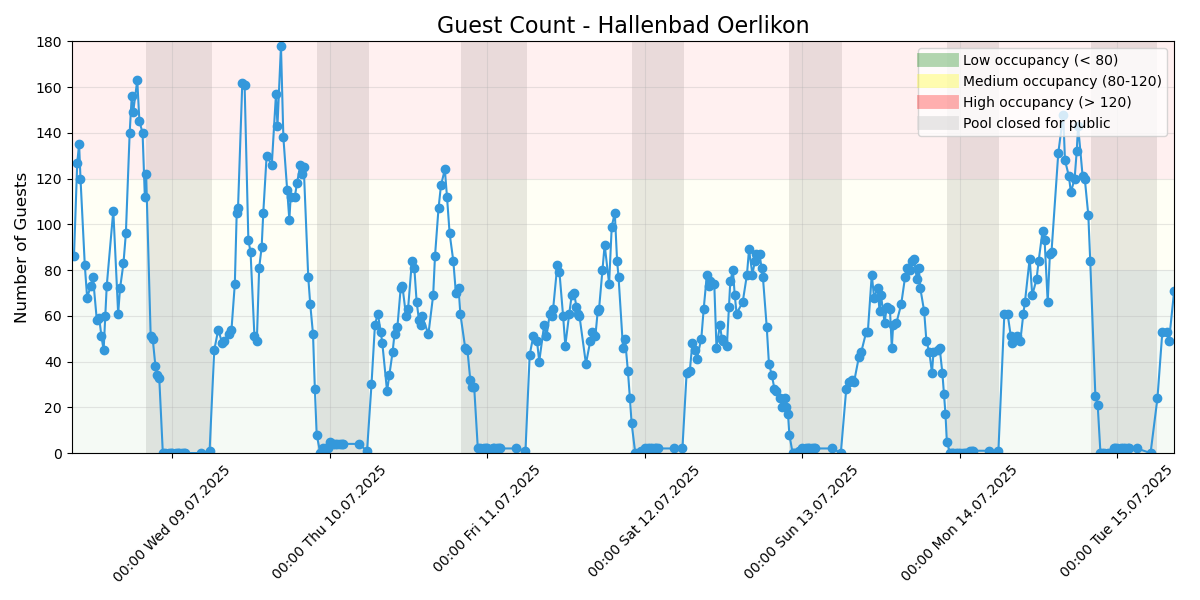 Guest Count - Hallenbad Oerlikon
Number of Guests
180
160
140
120
100
80
60
40
20
0
Low occupancy (< 80)
Medium occupancy (80-120)
High occupancy (> 120)
Pool closed for public
00:00 Wed 09.07.2025
00:00 Thu 10.07.2025
00:00 Fri 11.07.2025
00:00 Sat 12.07.2025
00:00 Sun 13.07.2025
00:00 Mon 14.07.2025
00:00 Tue 15.07.2025